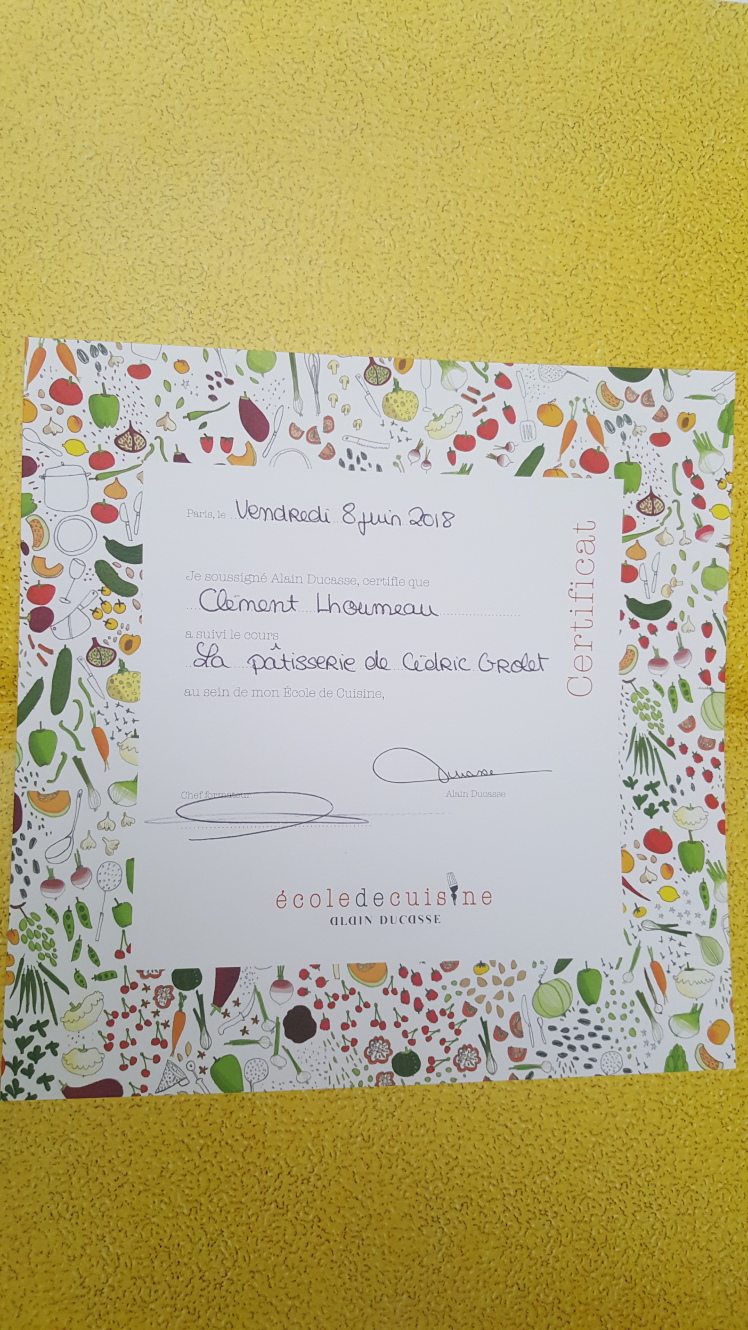 Paris, le Vendredi 8 juin 2018
Certificat
Je soussigné Alain Ducasse, certifie que
Clément Lhoumeau
a suivi le cours
La pâtisserie de Cédric Grolet
au sein de mon École de Cuisine,
Ducasse
Chef formateur
Alain Ducasse
écoledecuisine
ALAIN DUCASSE